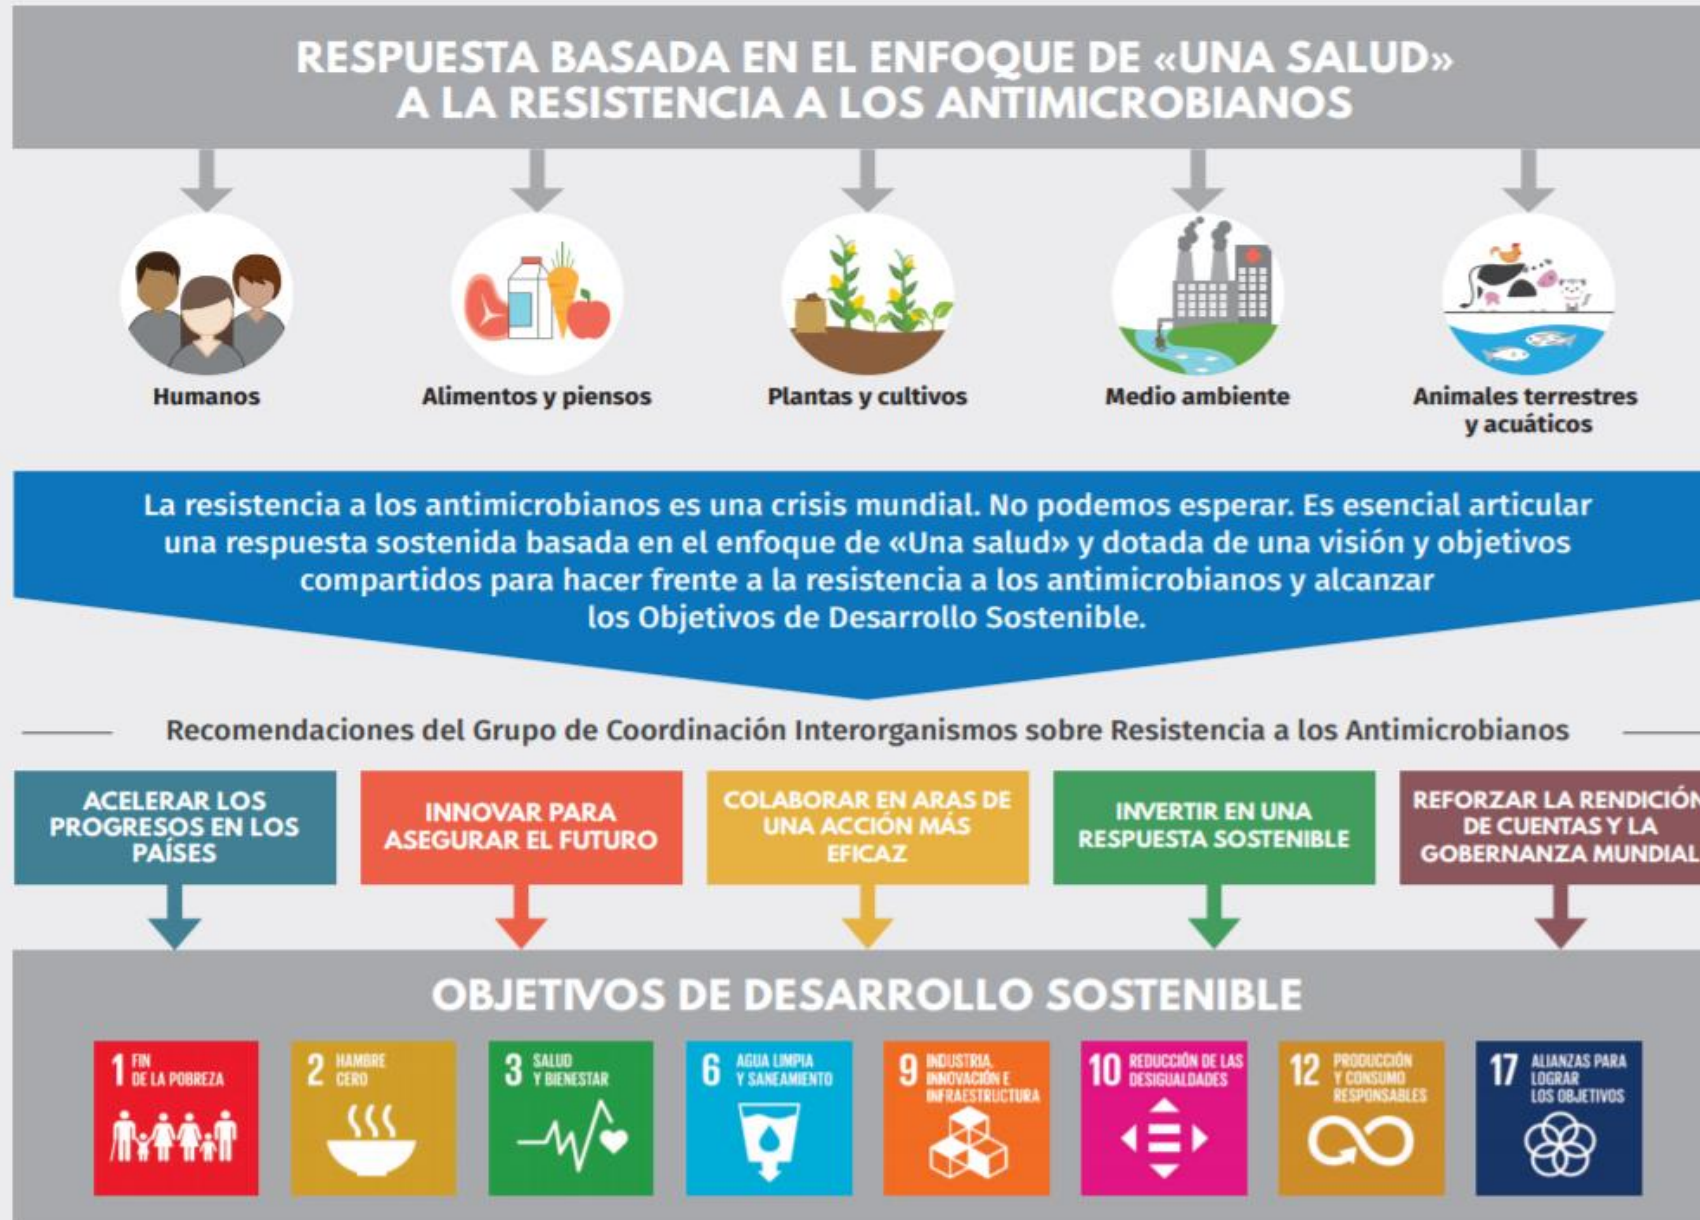 RESPUESTA BASADA EN EL ENFOQUE DE «UNA SALUD»
A LA RESISTENCIA A LOS ANTIMICROBIANOS
Humanos
Alimentos y piensos
Plantas y cultivos
Medio ambiente
Animales terrestres
y acuáticos
La resistencia a los antimicrobianos es una crisis mundial. No podemos esperar. Es esencial articular
una respuesta sostenida basada en el enfoque de «Una salud» y dotada de una visión y objetivos
compartidos para hacer frente a la resistencia a los antimicrobianos y alcanzar
los Objetivos de Desarrollo Sostenible.
Recomendaciones del Grupo de Coordinación Interorganismos sobre Resistencia a los Antimicrobianos
ACELERAR LOS
PROGRESOS EN LOS
PAÍSES
INNOVAR PARA
ASEGURAR EL FUTURO
COLABORAR EN ARAS DE
UNA ACCIÓN MÁS
EFICAZ
INVERTIR EN UNA
RESPUESTA SOSTENIBLE
REFORZAR LA RENDICIÓN
DE CUENTAS Y LA
GOBERNANZA MUNDIAL
OBJETIVOS DE DESARROLLO SOSTENIBLE
1 FIN
DE LA POBREZA
2 HAMBRE
CERO
3 SALUD
Y BIENESTAR
6 AGUA LIMPIA
Y SANEAMIENTO
9 INDUSTRIA,
INNOVACIÓN E
INFRAESTRUCTURA
10 REDUCCIÓN DE LAS
DESIGUALDADES
12 PRODUCCIÓN
Y CONSUMO
RESPONSABLES
17 ALIANZAS PARA
LOGRAR
LOS OBJETIVOS